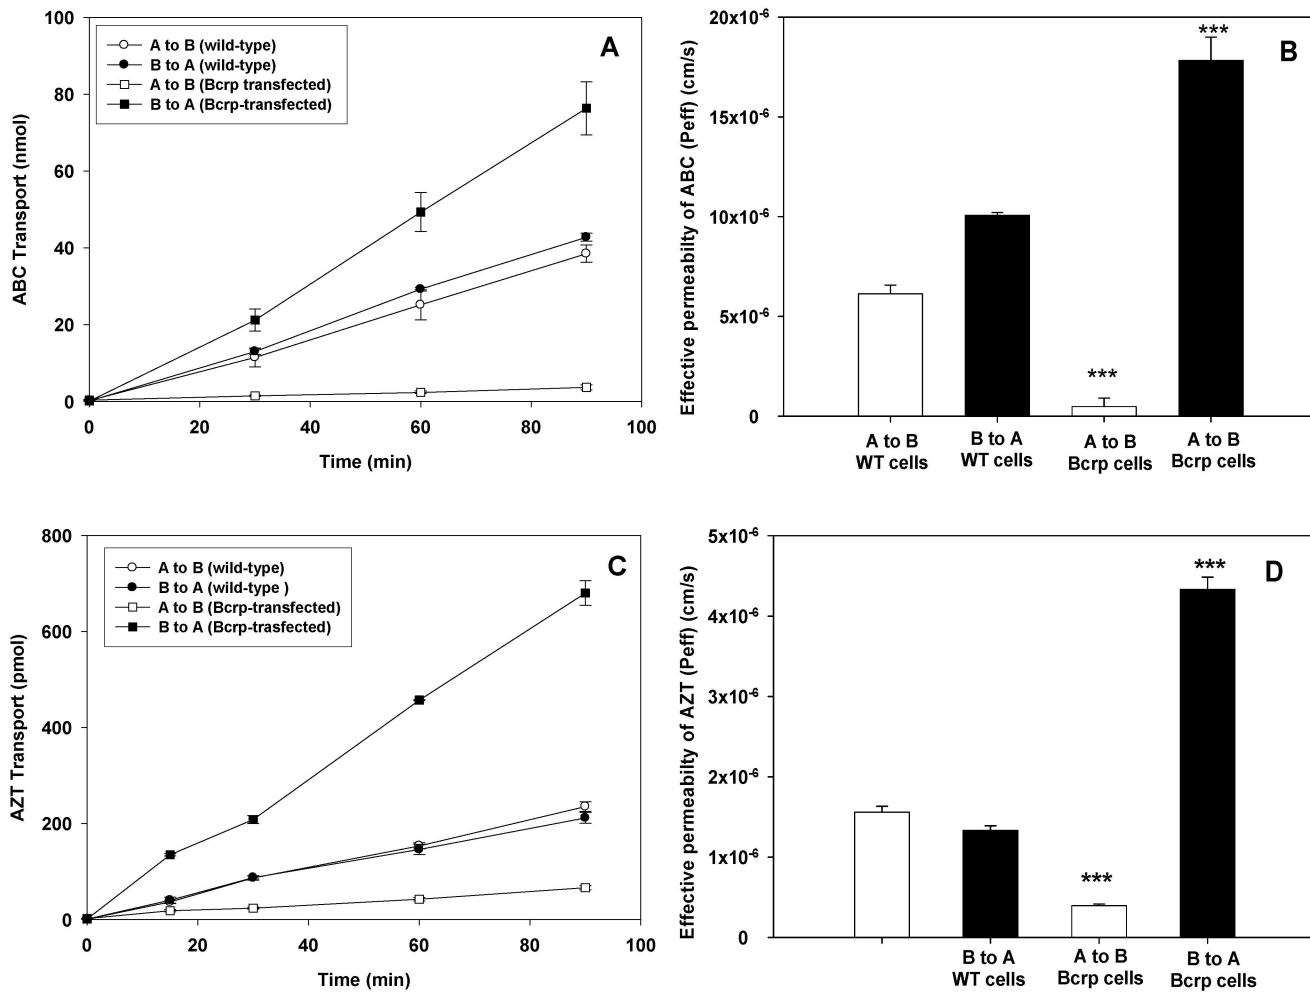 100
80
60
40
20
0
ABC Transport (nmol)
A to B (wild-type)
B to A (wild-type)
A to B (Bcrp transfected)
B to A (Bcrp-transfected)
A
0 20 40 60 80 100
Time (min)
20x10-6
15x10-6
10x10-6
5x10-6
0
Effective permeabilty of ABC (Peff) (cm/s)
B
***
***
A to B
WT cells
B to A
WT cells
A to B
Bcrp cells
A to B
Bcrp cells
800
600
400
200
0
AZT Transport (pmol)
A to B (wild-type)
B to A (wild-type )
A to B (Bcrp-transfected)
B to A (Bcrp-trasfected)
C
0 20 40 60 80 100
Time (min)
5x10-6
4x10-6
3x10-6
2x10-6
1x10-6
0
Effective permeabilty of AZT (Peff) (cm/s)
D
***
***
B to A
WT cells
A to B
Bcrp cells
B to A
Bcrp cells